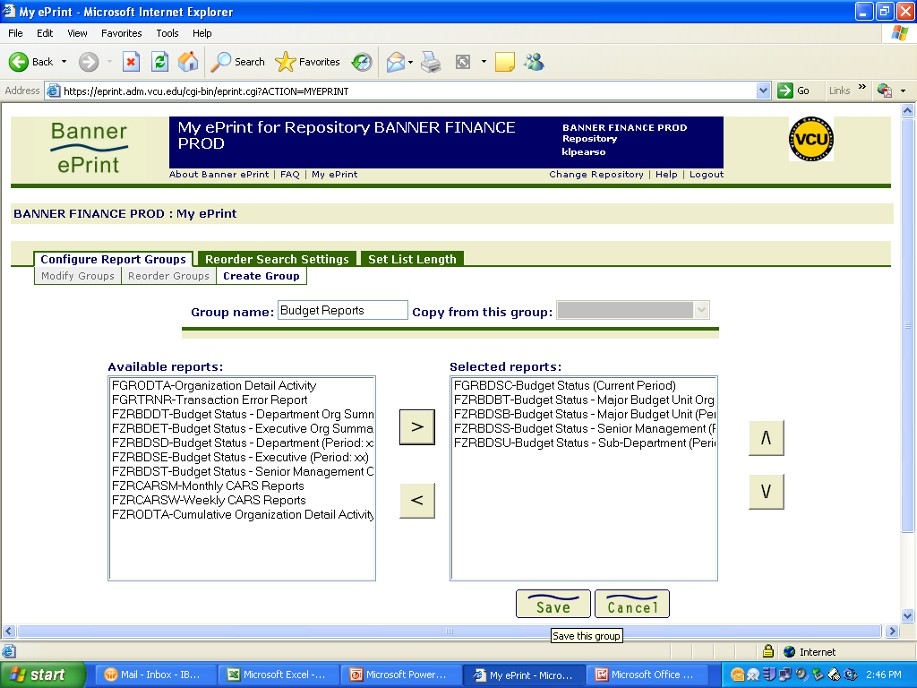 My ePrint - Microsoft Internet Explorer
File Edit View Favorites Tools Help
Back Search Favorites
Address https://eprint.adm.vcu.edu/cgi-bin/eprint.cgi?ACTION=MYEPRINT Go Links »
Banner
ePrint
My ePrint for Repository BANNER FINANCE
PROD
BANNER FINANCE PROD
Repository
klpearso
VCU
About Banner ePrint | FAQ | My ePrint
Change Repository | Help | Logout
BANNER FINANCE PROD : My ePrint
Configure Report Groups Reorder Search Settings Set List Length
Modify Groups Reorder Groups Create Group
Group name: Budget Reports Copy from this group:
Available reports:
FGRODTA-Organization Detail Activity
FGRTRNR-Transaction Error Report
FZRBDDT-Budget Status - Department Org Summ
FZRBDET-Budget Status - Executive Org Summa
FZRBDSD-Budget Status - Department (Period: x
FZRBDSE-Budget Status - Executive (Period: xx)
FZRBDST-Budget Status - Senior Management C
FZRCARSM-Monthly CARS Reports
FZRCARSW-Weekly CARS Reports
FZRODTA-Cumulative Organization Detail Activity
>
<
Selected reports:
FGRBDSC-Budget Status (Current Period)
FZRBDBT-Budget Status - Major Budget Unit Org
FZRBDSB-Budget Status - Major Budget Unit (Per
FZRBDSS-Budget Status - Senior Management (F
FZRBDSU-Budget Status - Sub-Department (Peri
Λ
V
Save Cancel
Save this group
Internet
start Mail - Inbox - IB... Microsoft Excel -... Microsoft Power... My ePrint - Micro... Microsoft Office ... 2:46 PM